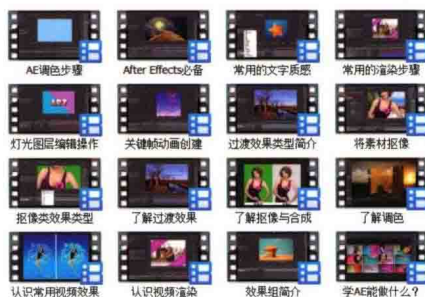 AE调色步骤
After Effects必备
常用的文字质感
常用的渲染步骤
灯光图层编辑操作
关键帧动画创建
过渡效果类型简介
将素材抠像
抠像类效果类型
了解过渡效果
了解抠像与合成
了解调色
认识常用视频效果
认识视频渲染
效果组简介
学AE能做什么?